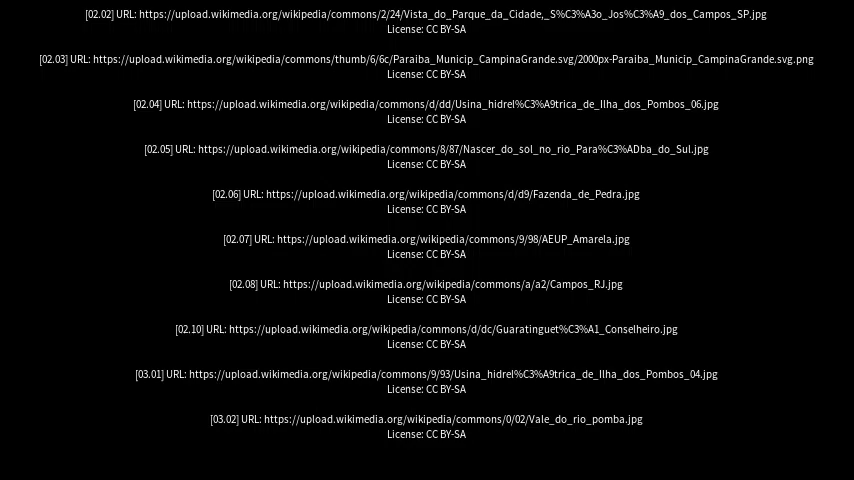 [02.02] URL: https://upload.wikimedia.org/wikipedia/commons/2/24/Vista_do_Parque_da_Cidade,_S%C3%A3o_Jos%C3%A9_dos_Campos_SP.jpg
License: CC BY-SA
[02.03] URL: https://upload.wikimedia.org/wikipedia/commons/thumb/6/6c/Paraiba_Municip_CampinaGrande.svg/2000px-Paraiba_Municip_CampinaGrande.svg.png
License: CC BY-SA
[02.04] URL: https://upload.wikimedia.org/wikipedia/commons/d/dd/Usina_hidrel%C3%A9trica_de_Ilha_dos_Pombos_06.jpg
License: CC BY-SA
[02.05] URL: https://upload.wikimedia.org/wikipedia/commons/8/87/Nascer_do_sol_no_rio_Para%C3%ADba_do_Sul.jpg
License: CC BY-SA
[02.06] URL: https://upload.wikimedia.org/wikipedia/commons/d/d9/Fazenda_de_Pedra.jpg
License: CC BY-SA
[02.07] URL: https://upload.wikimedia.org/wikipedia/commons/9/98/AEUP_Amarela.jpg
License: CC BY-SA
[02.08] URL: https://upload.wikimedia.org/wikipedia/commons/a/a2/Campos_RJ.jpg
License: CC BY-SA
[02.10] URL: https://upload.wikimedia.org/wikipedia/commons/d/dc/Guaratinguet%C3%A1_Conselheiro.jpg
License: CC BY-SA
[03.01] URL: https://upload.wikimedia.org/wikipedia/commons/9/93/Usina_hidrel%C3%A9trica_de_Ilha_dos_Pombos_04.jpg
License: CC BY-SA
[03.02] URL: https://upload.wikimedia.org/wikipedia/commons/0/02/Vale_do_rio_pomba.jpg
License: CC BY-SA